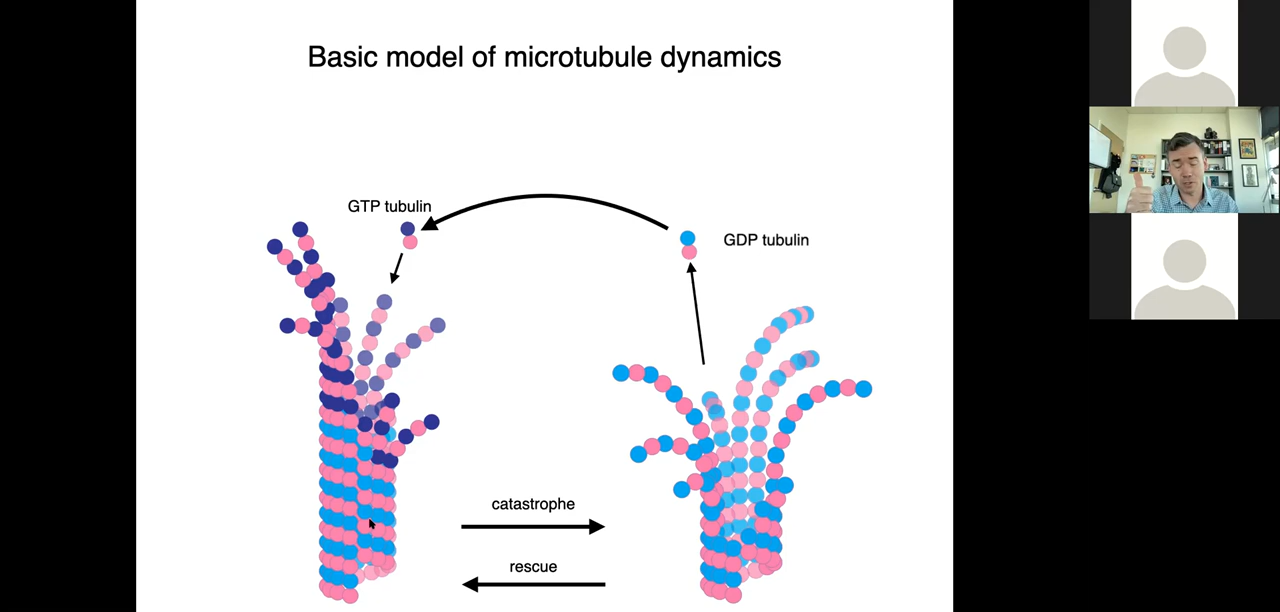 Basic model of microtubule dynamics
GTP tubulin
GDP tubulin
catastrophe
rescue